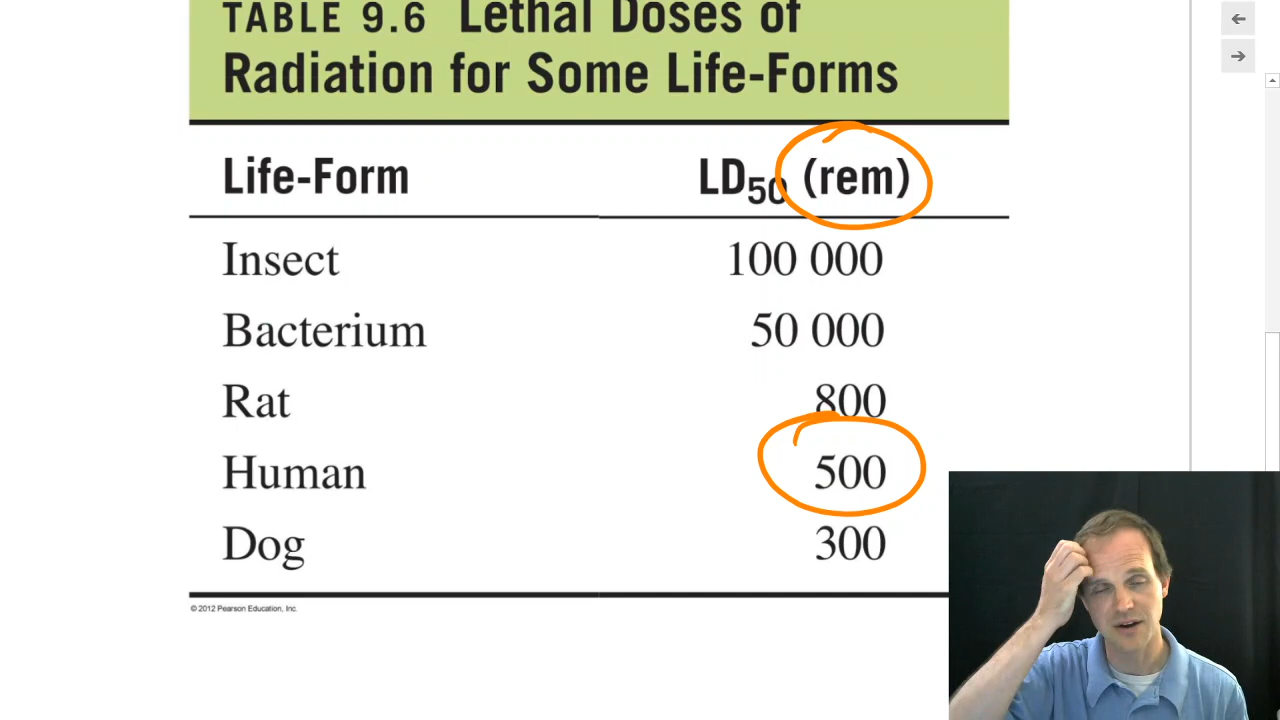 TABLE 9.6 Lethal Doses of
Radiation for Some Life-Forms
Life-Form LD50 (rem)
Insect 100 000
Bacterium 50 000
Rat 800
Human 500
Dog 300
© 2012 Pearson Education, Inc.